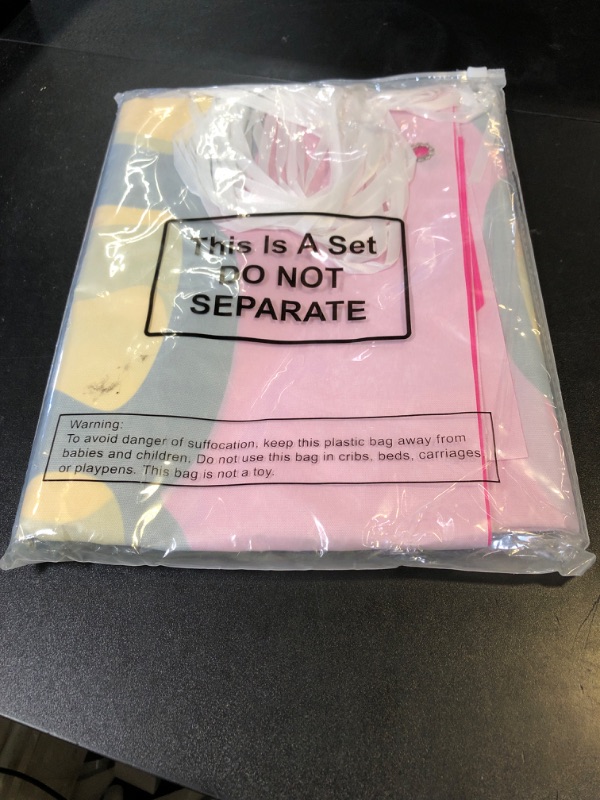 This Is A Set
DO NOT
SEPARATE
Warning:
To avoid danger of suffocation, keep this plastic bag away from
babies and children. Do not use this bag in cribs, beds, carriages
or playpens. This bag is not a toy.